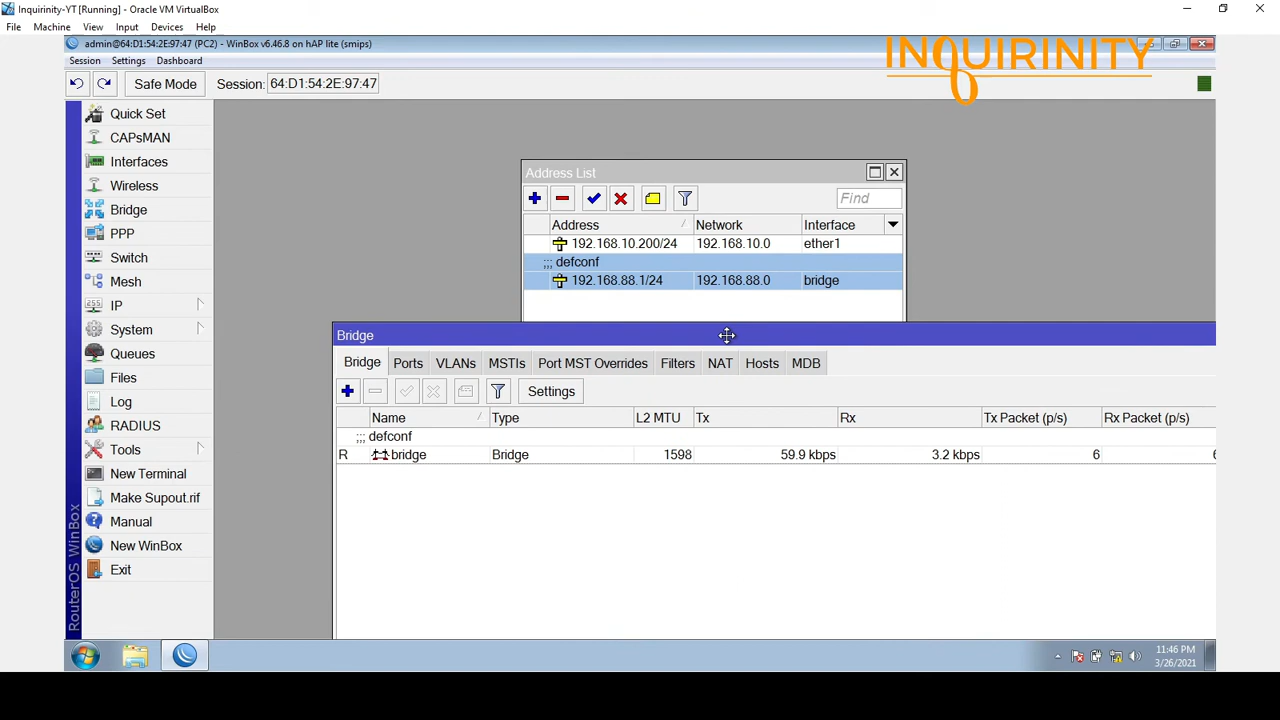 Inquirinity-YT [Running] - Oracle VM VirtualBox
File Machine View Input Devices Help
admin@64:D1:54:2E:97:47 (PC2) - WinBox v6.46.8 on hAP lite (smips)
INQUIRINITY
Session Settings Dashboard
Safe Mode Session: 64:D1:54:2E:97:47
Quick Set
CAPsMAN
Interfaces
Wireless
Bridge
PPP
Switch
Mesh
IP
System
Queues
Files
Log
RADIUS
Tools
New Terminal
Make Supout.rif
Manual
New WinBox
Exit
RouterOS WinBox
Address List
Find
Address Network Interface
192.168.10.200/24 192.168.10.0 ether1
;;; defconf
192.168.88.1/24 192.168.88.0 bridge
Bridge
Bridge Ports VLANs MSTIs Port MST Overrides Filters NAT Hosts MDB
Settings
Name Type L2 MTU Tx Rx Tx Packet (p/s) Rx Packet (p/s)
;;; defconf
R bridge Bridge 1598 59.9 kbps 3.2 kbps 6
11:46 PM
3/26/2021